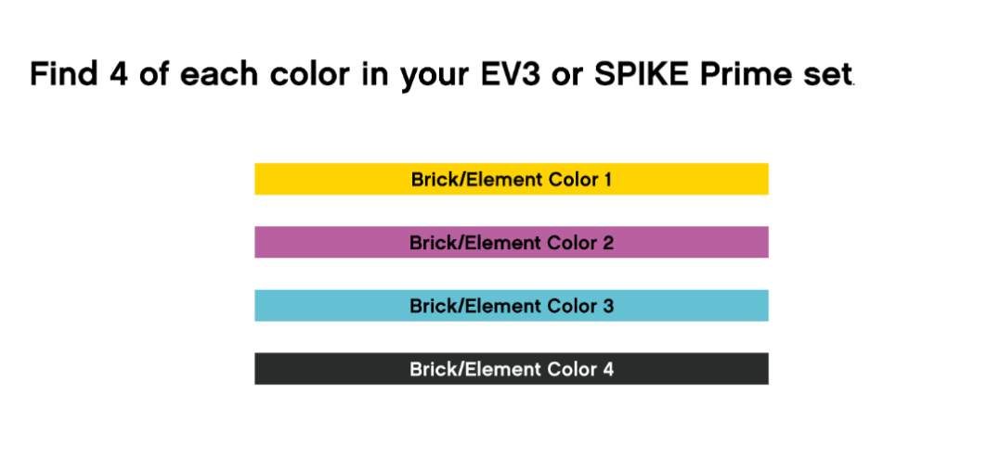 Find 4 of each color in your EV3 or SPIKE Prime set.
Brick/Element Color 1
Brick/Element Color 2
Brick/Element Color 3
Brick/Element Color 4